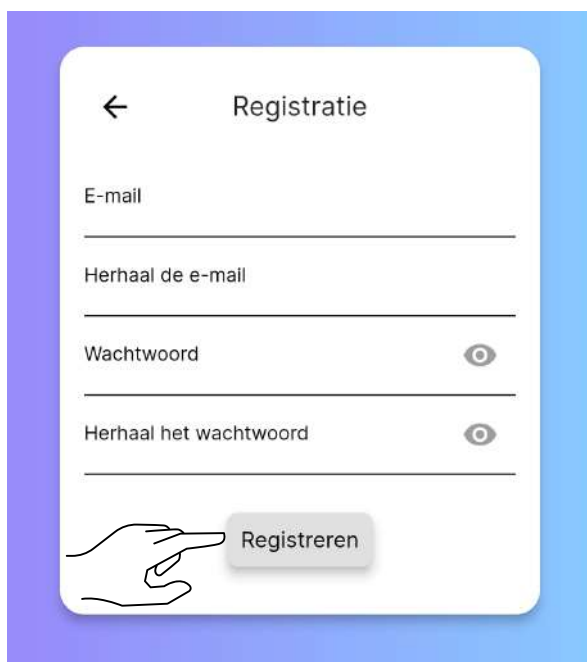 Registratie
E-mail
Herhaal de e-mail
Wachtwoord
Herhaal het wachtwoord
Registreren